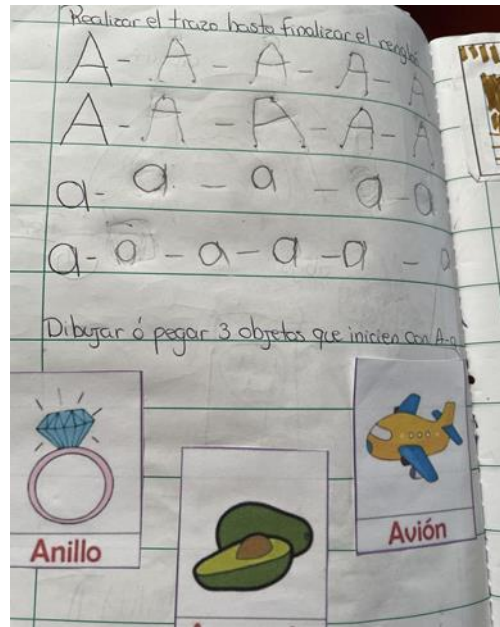 Realizar el trazo hasta finalizar el renglón
A - A - A - A - A
A - A - A - A - A
a - a - a - a - a
a - a - a - a - a - a
Dibujar ó pegar 3 objetos que inicien con A-a
Anillo
Avión